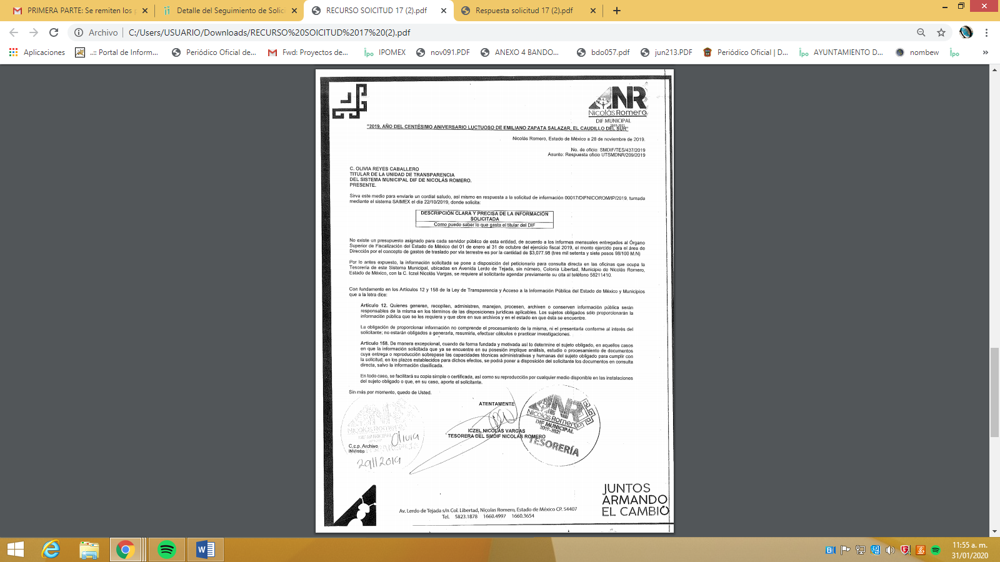 PRIMERA PARTE: Se remiten los p
Detalle del Seguimiento de Solici
RECURSO SOICITUD 17 (2).pdf
Respuesta solicitud 17 (2).pdf
Archivo | C:/Users/USUARIO/Downloads/RECURSO%20SOICITUD%2017%20(2).pdf
Aplicaciones
..:: Portal de Inform...
Periódico Oficial de...
Fwd: Proyectos de...
IPOMEX
nov091.PDF
ANEXO 4 BANDO...
bdo057.pdf
jun213.PDF
Periódico Oficial | D...
AYUNTAMIENTO D...
nombew
ANR
Nicolás Romero
DIF MUNICIPAL
2019-2021
"2019. AÑO DEL CENTÉSIMO ANIVERSARIO LUCTUOSO DE EMILIANO ZAPATA SALAZAR, EL CAUDILLO DEL SUR"
Nicolás Romero, Estado de México a 28 de noviembre de 2019.
No. de oficio: SMDIF/TES/437/2019
Asunto: Respuesta oficio UTSMDNR/209/2019
C. OLIVIA REYES CABALLERO
TITULAR DE LA UNIDAD DE TRANSPARENCIA
DEL SISTEMA MUNICIPAL DIF DE NICOLÁS ROMERO.
PRESENTE.
Sirva este medio para enviarle un cordial saludo, así mismo en respuesta a la solicitud de información 00017/DIFNICOROM/IP/2019, turnada
mediante el sistema SAIMEX el día 22/10/2019, donde solicita:
DESCRIPCIÓN CLARA Y PRECISA DE LA INFORMACIÓN
SOLICITADA
Como puedo saber lo que gasta el titular del DIF
No existe un presupuesto asignado para cada servidor público de esta entidad, de acuerdo a los Informes mensuales entregados al Órgano
Superior de Fiscalización del Estado de México del 01 de enero al 31 de octubre del ejercicio fiscal 2019, el monto ejercido para el área de
Dirección por el concepto de gastos de traslado por vía terrestre es por la cantidad de $3,077.98 (tres mil setenta y siete pesos 98/100 M.N)
Por lo antes expuesto, la información solicitada se pone a disposición del peticionario para consulta directa en las oficinas que ocupa la
Tesorería de este Sistema Municipal, ubicadas en Avenida Lerdo de Tejada, sin número, Colonia Libertad, Municipio de Nicolás Romero,
Estado de México, con la C. Iczel Nicolás Vargas, se requiere al solicitante agendar previamente su cita al teléfono 58211410.
Con fundamento en los Artículos 12 y 158 de la Ley de Transparencia y Acceso a la Información Pública del Estado de México y Municipios
que a la letra dice:
Artículo 12. Quienes generen, recopilen, administren, manejen, procesen, archiven o conserven información pública serán
responsables de la misma en los términos de las disposiciones jurídicas aplicables. Los sujetos obligados sólo proporcionarán la
información pública que se les requiera y que obre en sus archivos y en el estado en que ésta se encuentre.
La obligación de proporcionar información no comprende el procesamiento de la misma, ni el presentarla conforme al interés del
solicitante; no estarán obligados a generarla, resumirla, efectuar cálculos o practicar investigaciones.
Artículo 158. De manera excepcional, cuando de forma fundada y motivada así lo determine el sujeto obligado, en aquellos casos
en que la información solicitada que ya se encuentre en su posesión implique análisis, estudio o procesamiento de documentos
cuya entrega o reproducción sobrepase las capacidades técnicas administrativas y humanas del sujeto obligado para cumplir con
la solicitud, en los plazos establecidos para dichos efectos, se podrá poner a disposición del solicitante los documentos en consulta
directa, salvo la información clasificada.
En todo caso, se facilitará su copia simple o certificada, así como su reproducción por cualquier medio disponible en las instalaciones
del sujeto obligado o que, en su caso, aporte el solicitante.
Sin más por momento, quedo de Usted.
ATENTAMENTE
ICZEL NICOLÁS VARGAS
TESORERA DEL SMDIF NICOLÁS ROMERO
ANR
Nicolás Romero
DIF MUNICIPAL
2019-2021
TESORERÍA
Nicolás Romero
DIF MUNICIPAL
Olivia
C.c.p. Archivo
INV/mbp
29/11/2019
JUNTOS
ARMANDO
EL CAMBIO
Av. Lerdo de Tejada s/n Col. Libertad, Nicolas Romero, Estado de México CP. 54407
Tel. 5823.1878 1660.4997 1660.3654
11:55 a. m.
31/01/2020